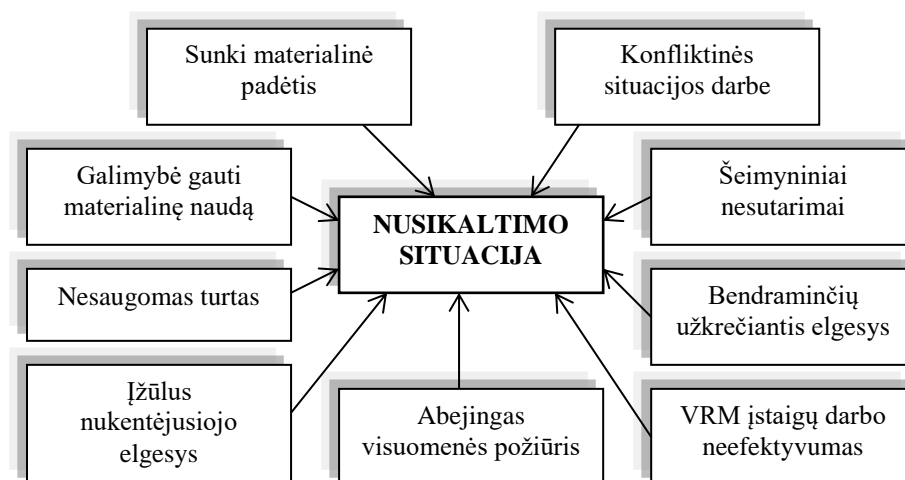 Sunki materialinė
padėtis
Konfliktinės
situacijos darbe
Galimybė gauti
materialinę naudą
Šeimyniniai
nesutarimai
NUSIKALTIMO
SITUACIJA
Nesaugomas turtas
Bendraminčių
užkrečiantis elgesys
Įžūlus
nukentėjusiojo
elgesys
Abejingas
visuomenės požiūris
VRM įstaigų darbo
neefektyvumas